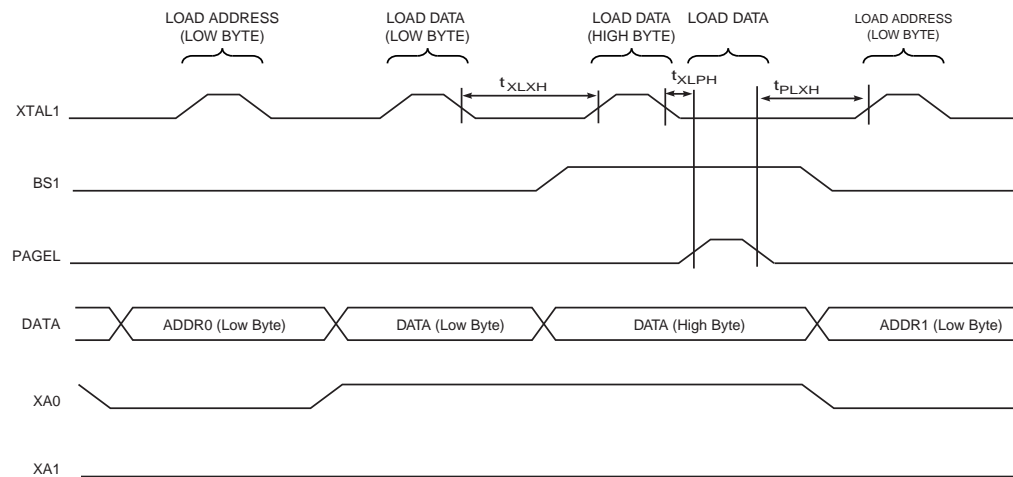 LOAD ADDRESS
(LOW BYTE)
LOAD DATA
(LOW BYTE)
LOAD DATA
(HIGH BYTE)
LOAD DATA
LOAD ADDRESS
(LOW BYTE)
tXLXH
tXLPH
tPLXH
XTAL1
BS1
PAGEL
DATA
ADDR0 (Low Byte)
DATA (Low Byte)
DATA (High Byte)
ADDR1 (Low Byte)
XA0
XA1